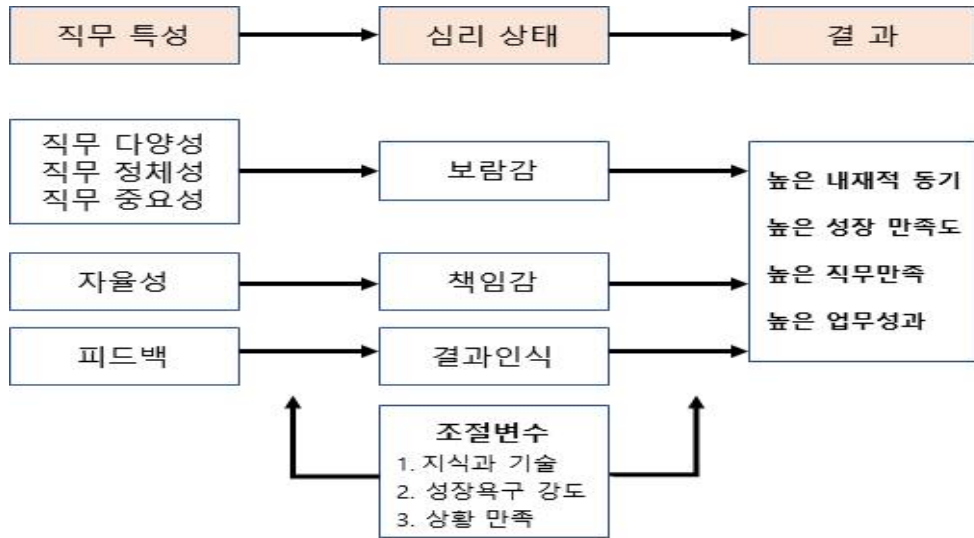 직무 특성
심리 상태
결 과
직무 다양성
직무 정체성
직무 중요성
보람감
높은 내재적 동기
높은 성장 만족도
높은 직무만족
높은 업무성과
자율성
책임감
피드백
결과인식
조절변수
1. 지식과 기술
2. 성장욕구 강도
3. 상황 만족